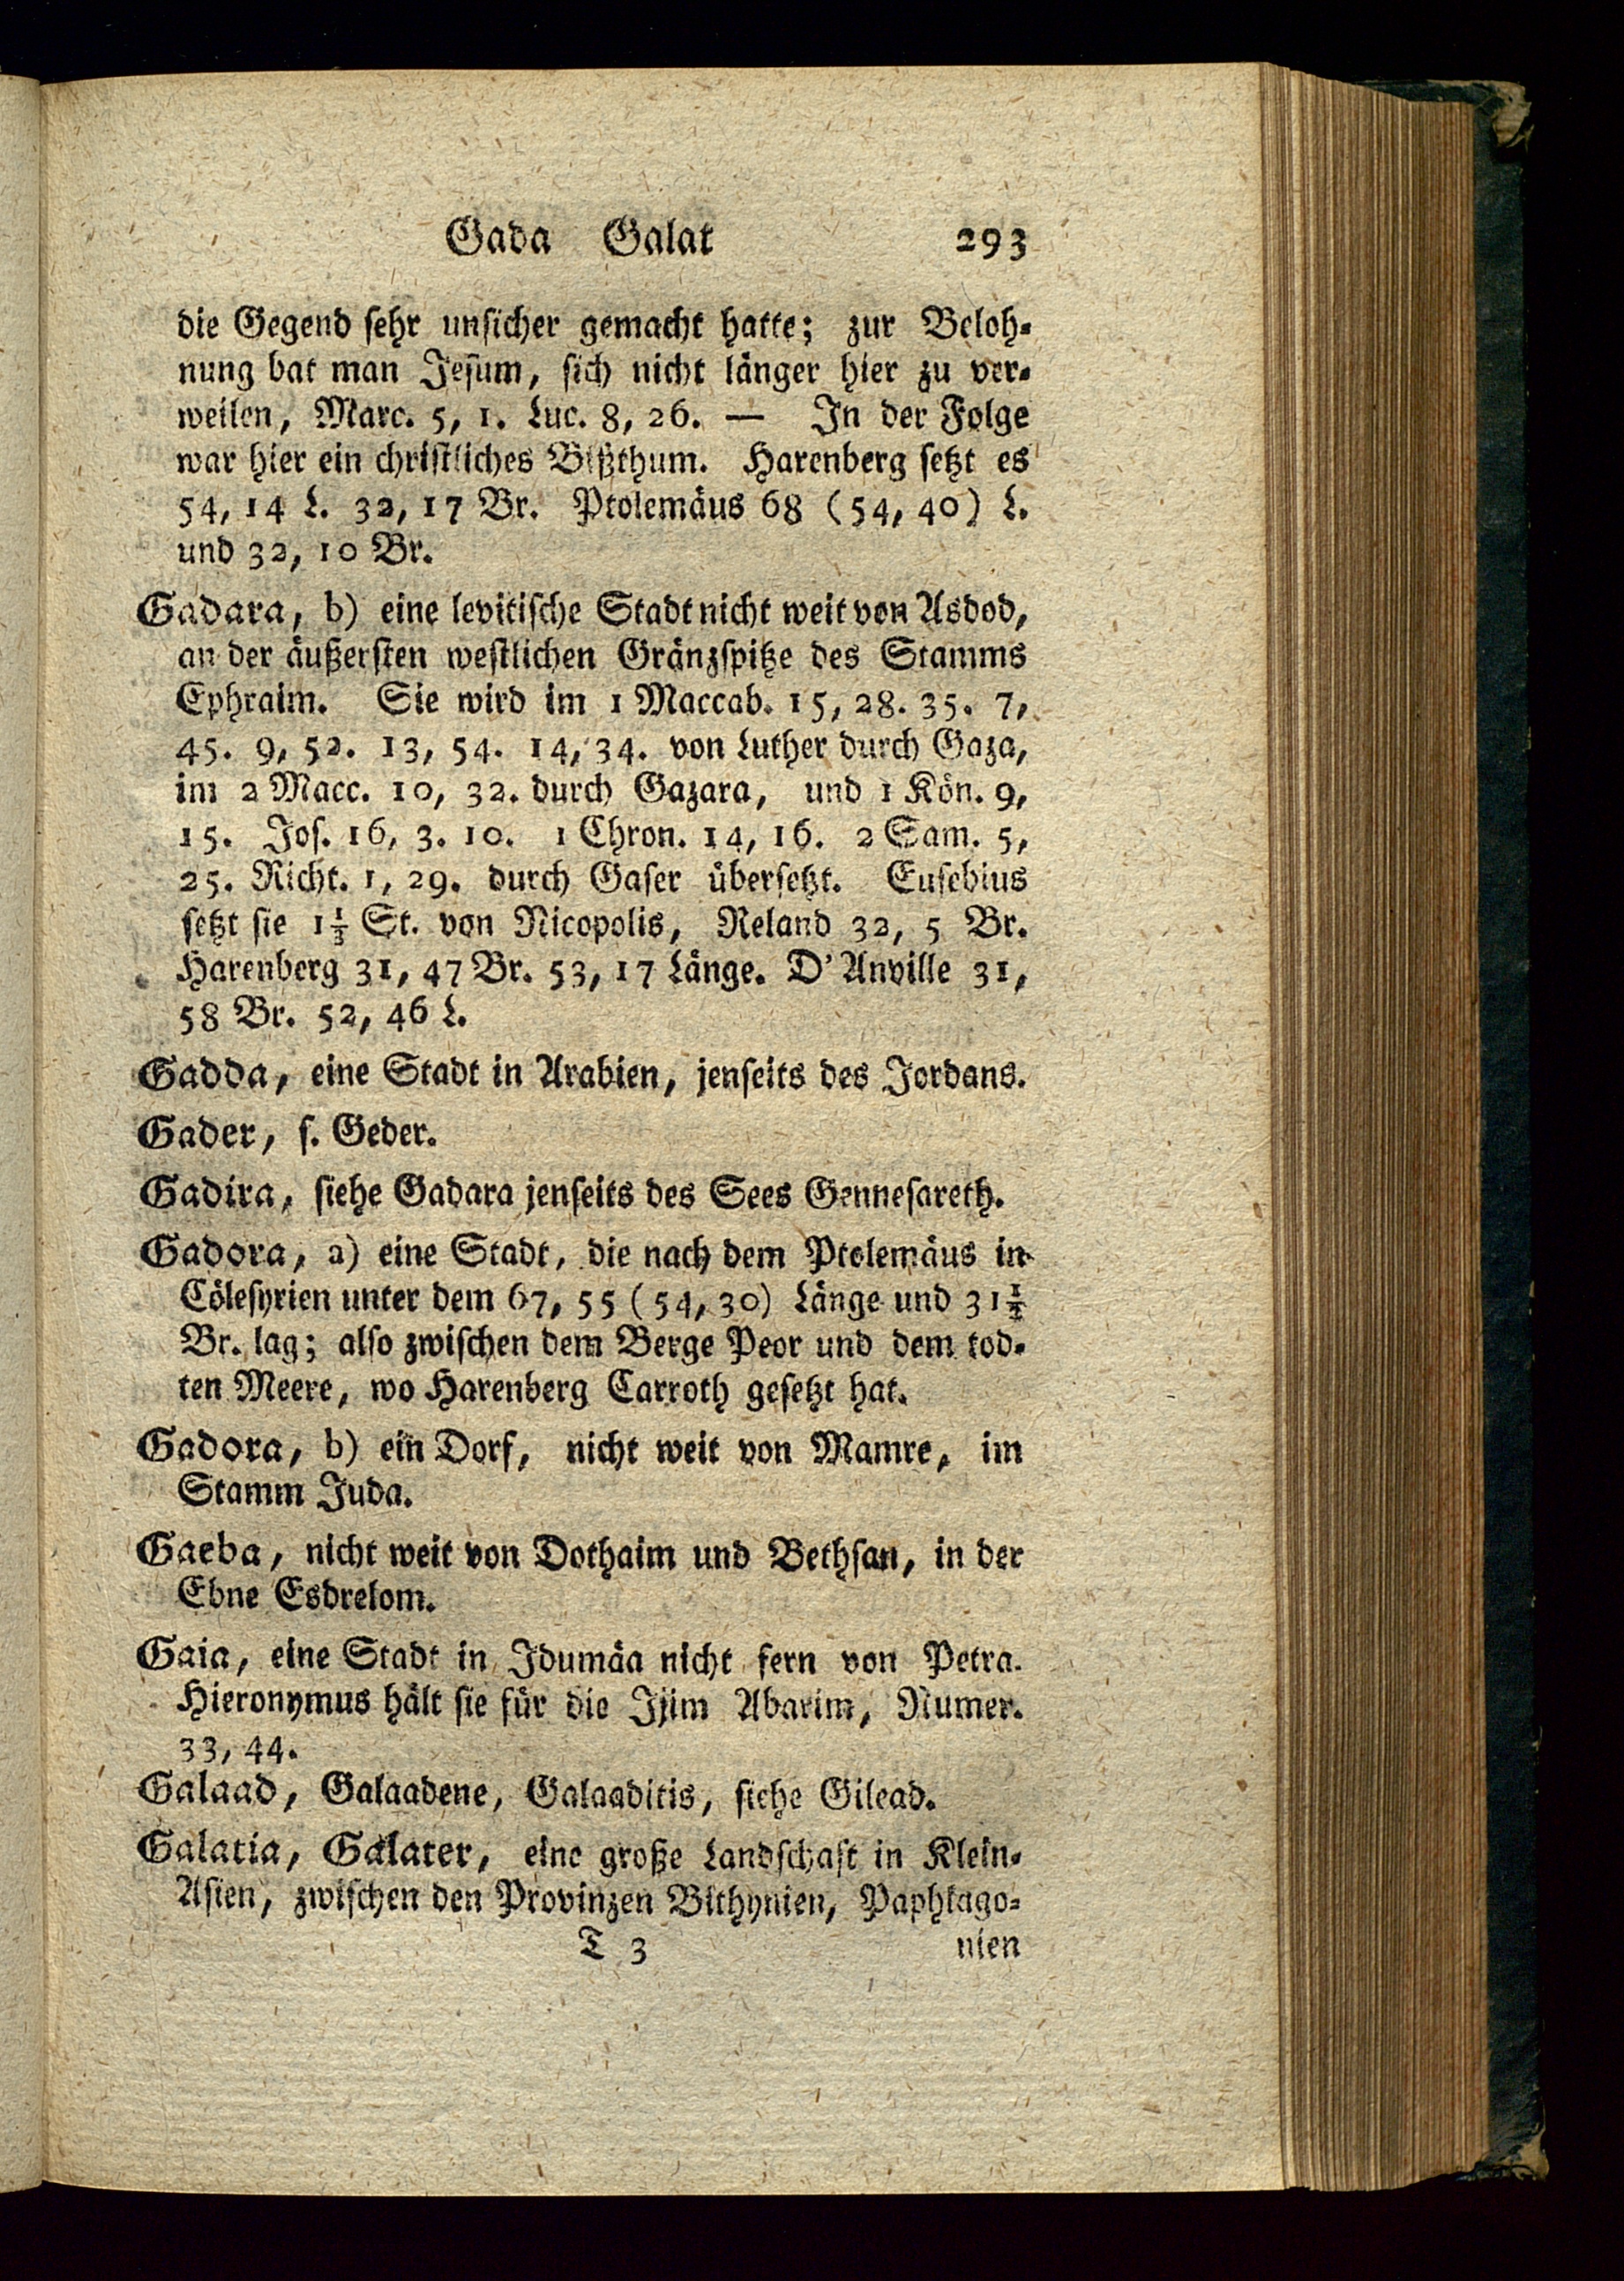 Gada Galat 293
die Gegend sehr unsicher gemacht hatte; zur Beloh-
nung bat man Jesum, sich nicht länger hier zu ver-
weilen, Marc. 5, 1. Luc. 8, 26. — In der Folge
war hier ein christliches Bißthum. Harenberg setzt es
54, 14 L. 32, 17 Br. Ptolemäus 68 (54, 40) L.
und 32, 10 Br.
Gadara, b) eine levitische Stadt nicht weit von Asdod,
an der äußersten westlichen Gränzspitze des Stamms
Ephraim. Sie wird im 1 Maccab. 15, 28. 35. 7,
45. 9, 52. 13, 54. 14, 34. von Luther durch Gaza,
im 2 Macc. 10, 32. durch Gazara, und 1 Kön. 9,
15. Jos. 16, 3. 10. 1 Chron. 14, 16. 2 Sam. 5,
25. Richt. 1, 29. durch Gaser übersetzt. Eusebius
setzt sie 1⅓ St. von Nicopolis, Reland 32, 5 Br.
Harenberg 31, 47 Br. 53, 17 Länge. D'Anville 31,
58 Br. 52, 46 L.
Gadda, eine Stadt in Arabien, jenseits des Jordans.
Gader, s. Geder.
Gadira, siehe Gadara jenseits des Sees Gennesareth.
Gadora, a) eine Stadt, die nach dem Ptolemäus in
Cölesyrien unter dem 67, 55 (54, 30) Länge und 31½
Br. lag; also zwischen dem Berge Peor und dem tod-
ten Meere, wo Harenberg Carroth gesetzt hat.
Gadora, b) ein Dorf, nicht weit von Mamre, im
Stamm Juda.
Gaeba, nicht weit von Dothaim und Bethsan, in der
Ebne Esdrelom.
Gaia, eine Stadt in Idumäa nicht fern von Petra.
Hieronymus hält sie für die Ijim Abarim, Numer.
33, 44.
Galaad, Galaadene, Galaaditis, siehe Gilead.
Galatia, Galater, eine große Landschaft in Klein-
Asien, zwischen den Provinzen Bithynien, Paphlago-
T 3 nien